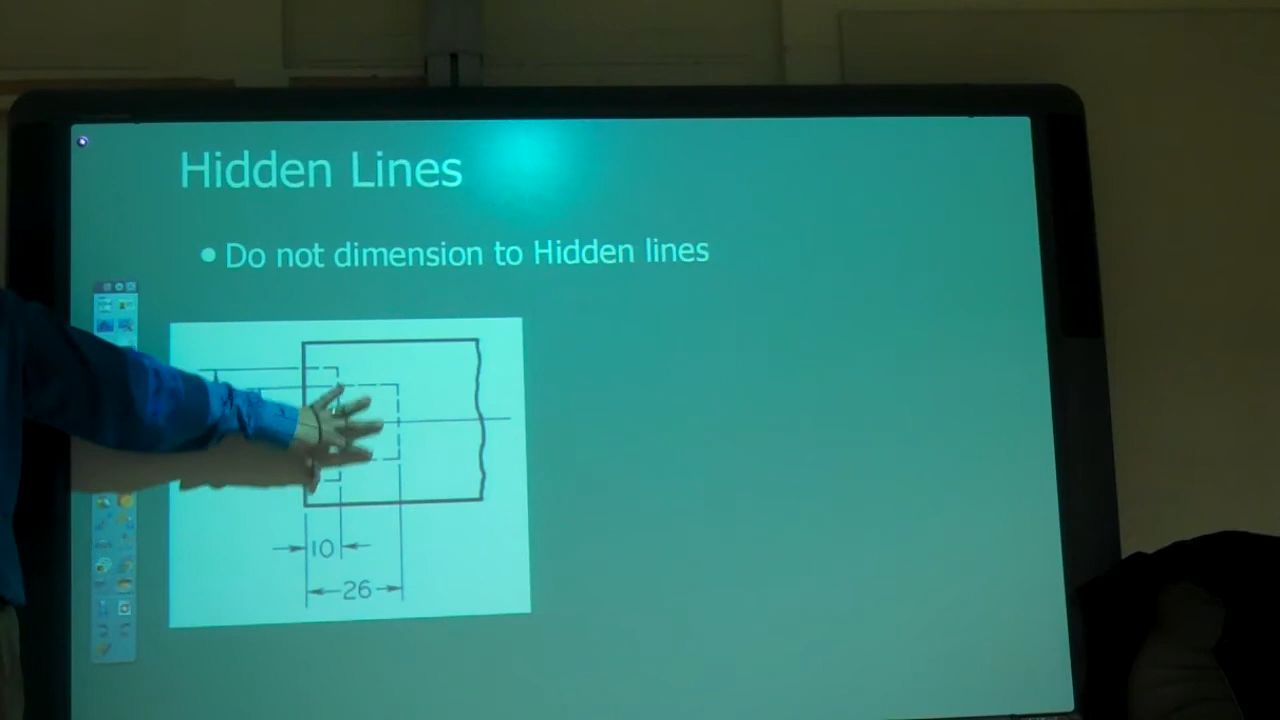 Hidden Lines
• Do not dimension to Hidden lines
10
26